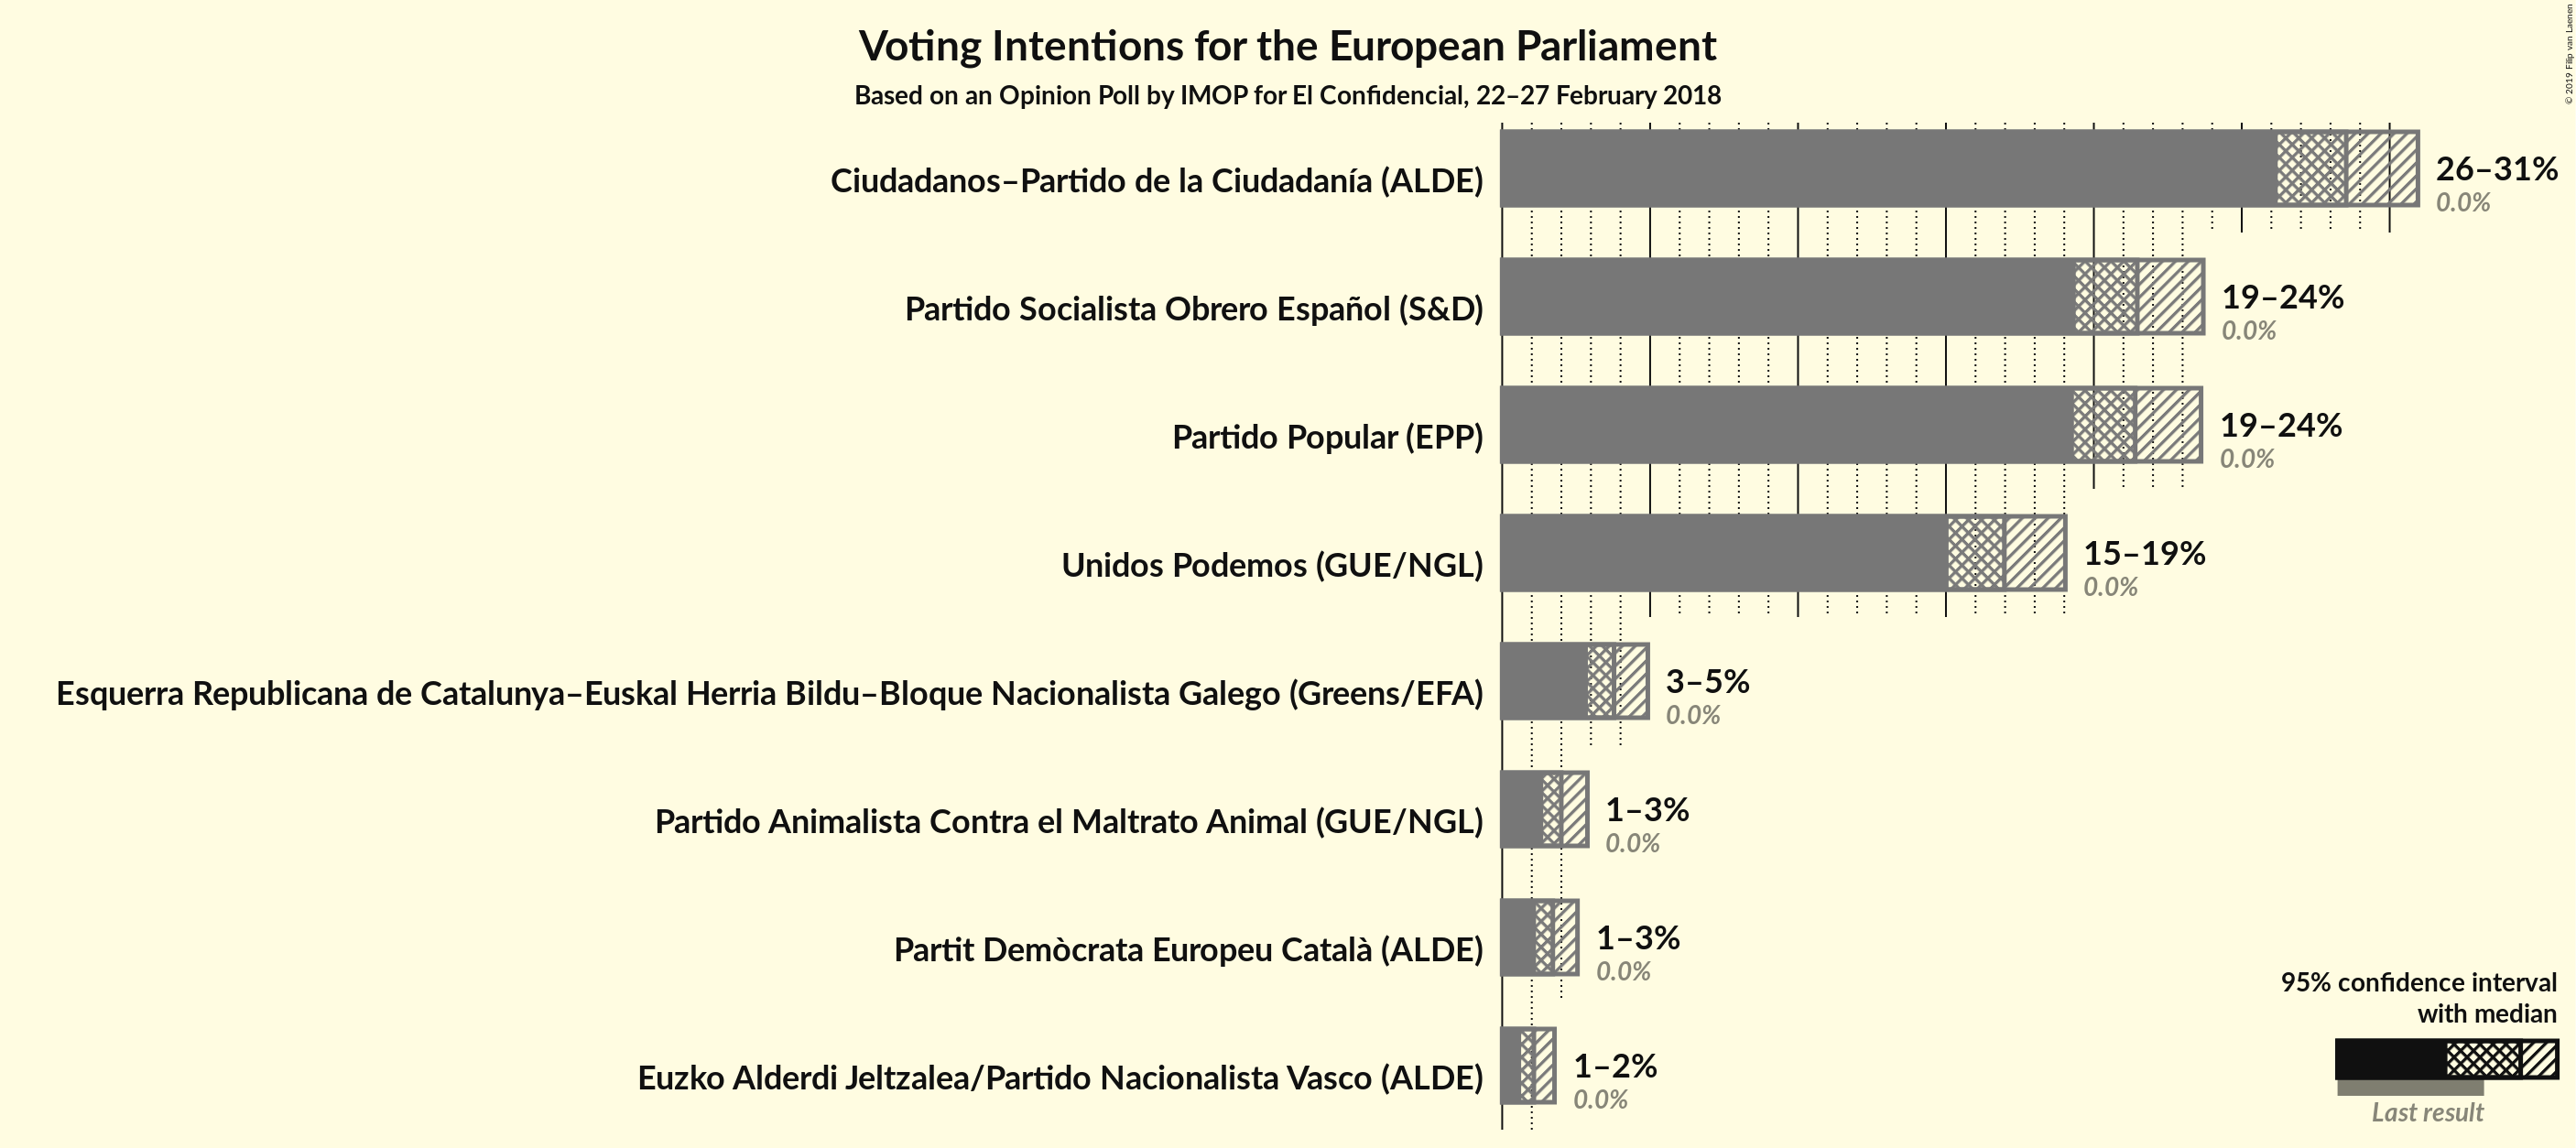 Voting Intentions for the European Parliament
Based on an Opinion Poll by IMOP for El Confidencial, 22–27 February 2018
© 2019 Filip van Laenen
Ciudadanos–Partido de la Ciudadanía (ALDE)
26–31%
0.0%
Partido Socialista Obrero Español (S&D)
19–24%
0.0%
Partido Popular (EPP)
19–24%
0.0%
Unidos Podemos (GUE/NGL)
15–19%
0.0%
Esquerra Republicana de Catalunya–Euskal Herria Bildu–Bloque Nacionalista Galego (Greens/EFA)
3–5%
0.0%
Partido Animalista Contra el Maltrato Animal (GUE/NGL)
1–3%
0.0%
Partit Demòcrata Europeu Català (ALDE)
1–3%
0.0%
Euzko Alderdi Jeltzalea/Partido Nacionalista Vasco (ALDE)
1–2%
0.0%
95% confidence interval
with median
Last result